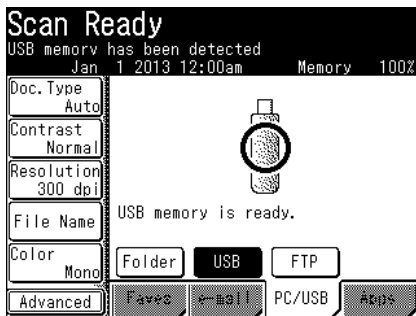 Scan Ready
USB memory has been detected
Jan 1 2013 12:00am Memory 100%
Doc.Type
Auto
Contrast
Normal
Resolution
300 dpi
File Name
Color
Mono
Advanced
USB memory is ready.
Folder USB FTP
Faves e-mail PC/USB Apps